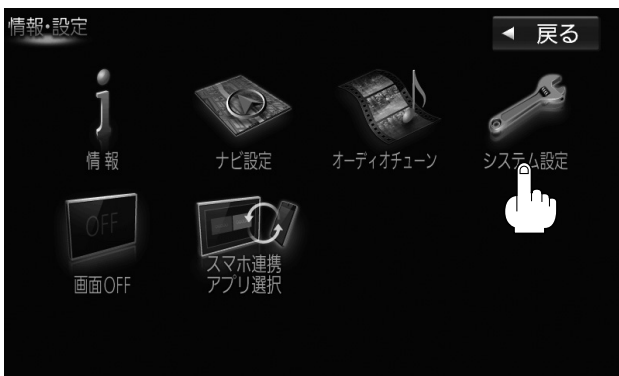 情報・設定
戻る
情報
ナビ設定
オーディオチューン
システム設定
OFF
画面OFF
スマホ連携
アプリ選択